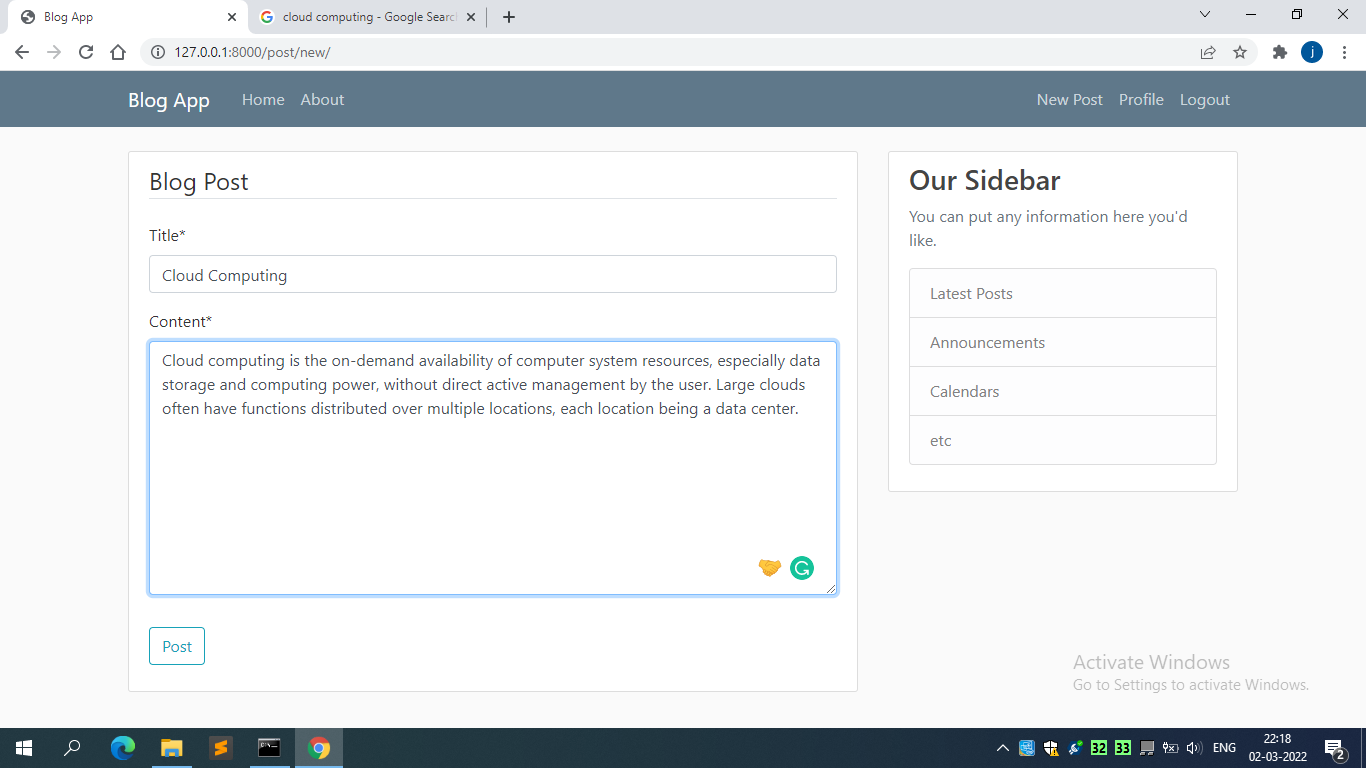 Blog App
cloud computing - Google Searc
127.0.0.1:8000/post/new/
j
Blog App Home About New Post Profile Logout
Blog Post
Title*
Cloud Computing
Content*
Cloud computing is the on-demand availability of computer system resources, especially data
storage and computing power, without direct active management by the user. Large clouds
often have functions distributed over multiple locations, each location being a data center.
Post
Our Sidebar
You can put any information here you'd
like.
Latest Posts
Announcements
Calendars
etc
Activate Windows
Go to Settings to activate Windows.
32 33 ENG
22:18
02-03-2022
2